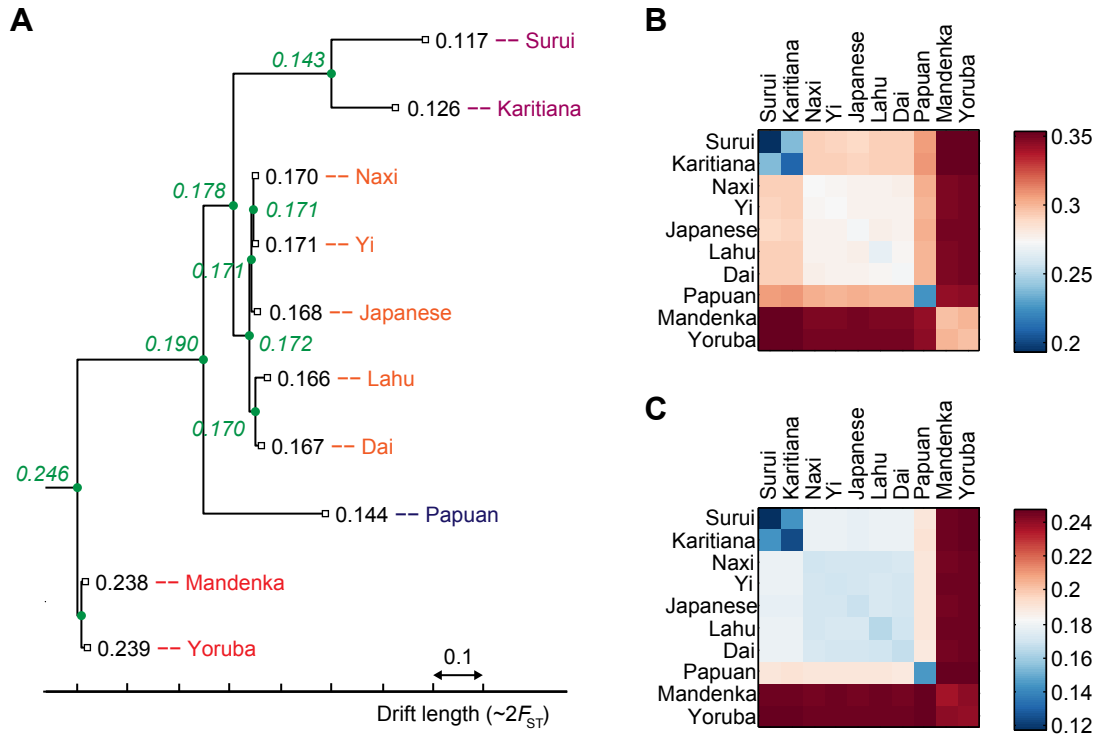 A
0.143
0.117 -- Surui
0.126 -- Karitiana
0.178
0.170 -- Naxi
0.171
0.171 -- Yi
0.171
0.168 -- Japanese
0.190
0.172
0.166 -- Lahu
0.170
0.167 -- Dai
0.246
0.144 -- Papuan
0.238 -- Mandenka
0.239 -- Yoruba
0.1
Drift length (~2F_ST)
B
Surui
Karitiana
Naxi
Yi
Japanese
Lahu
Dai
Papuan
Mandenka
Yoruba
Surui
Karitiana
Naxi
Yi
Japanese
Lahu
Dai
Papuan
Mandenka
Yoruba
0.35
0.3
0.25
0.2
C
Surui
Karitiana
Naxi
Yi
Japanese
Lahu
Dai
Papuan
Mandenka
Yoruba
Surui
Karitiana
Naxi
Yi
Japanese
Lahu
Dai
Papuan
Mandenka
Yoruba
0.24
0.22
0.2
0.18
0.16
0.14
0.12